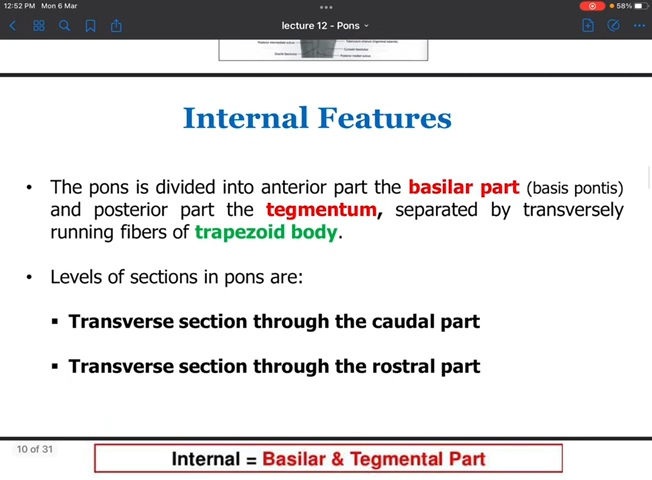 12:52 PM Mon 6 Mar
58%
lecture 12 - Pons
Internal Features
• The pons is divided into anterior part the basilar part (basis pontis)
and posterior part the tegmentum, separated by transversely
running fibers of trapezoid body.
• Levels of sections in pons are:
▪ Transverse section through the caudal part
▪ Transverse section through the rostral part
10 of 31
Internal = Basilar & Tegmental Part